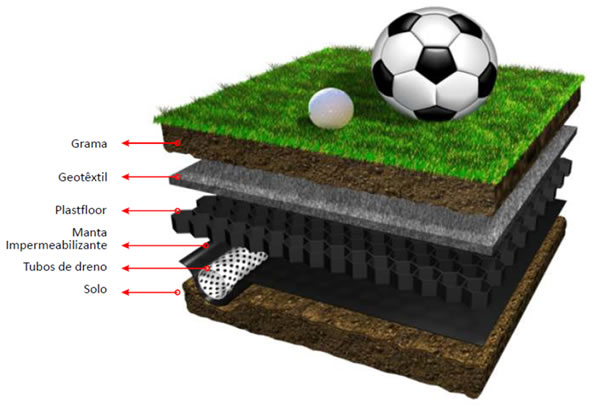 Grama
Geotêxtil
Plastfloor
Manta
Impermeabilizante
Tubos de dreno
Solo